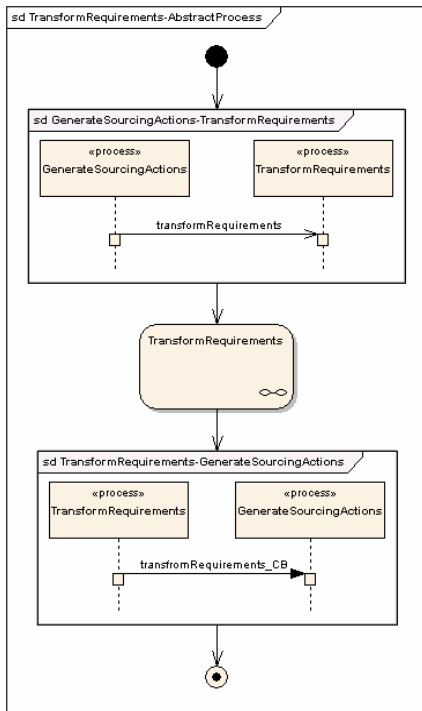 sd TransformRequirements-AbstractProcess
sd GenerateSourcingActions-TransformRequirements
«process»
GenerateSourcingActions
«process»
TransformRequirements
transformRequirements
TransformRequirements
sd TransformRequirements-GenerateSourcingActions
«process»
TransformRequirements
«process»
GenerateSourcingActions
transfromRequirements_CB